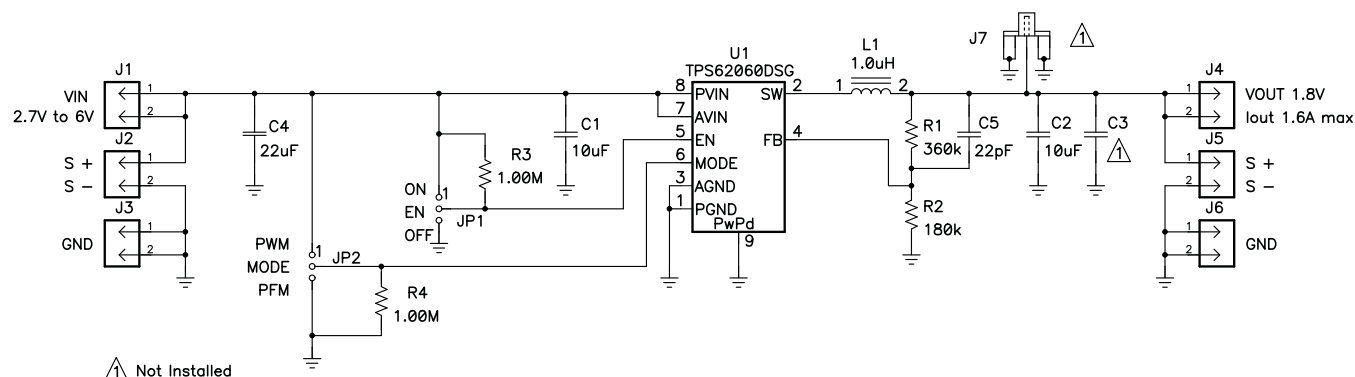 J7
1
U1
TPS62060DSG
L1
1.0uH
J1
VIN
2.7V to 6V
1
2
C4
22uF
8 PVIN
7 AVIN
5 EN
6 MODE
3 AGND
1 PGND
PwPd
9
SW 2
FB 4
1 2
C1
10uF
R3
1.00M
R1
360k
C5
22pF
C2
10uF
C3
1
J4
1
2
VOUT 1.8V
Iout 1.6A max
J2
S +
S -
1
2
J5
1
2
S +
S -
J3
GND
1
2
ON
EN
OFF
1
JP1
R2
180k
J6
1
2
GND
PWM
MODE
PFM
1
JP2
R4
1.00M
1 Not Installed